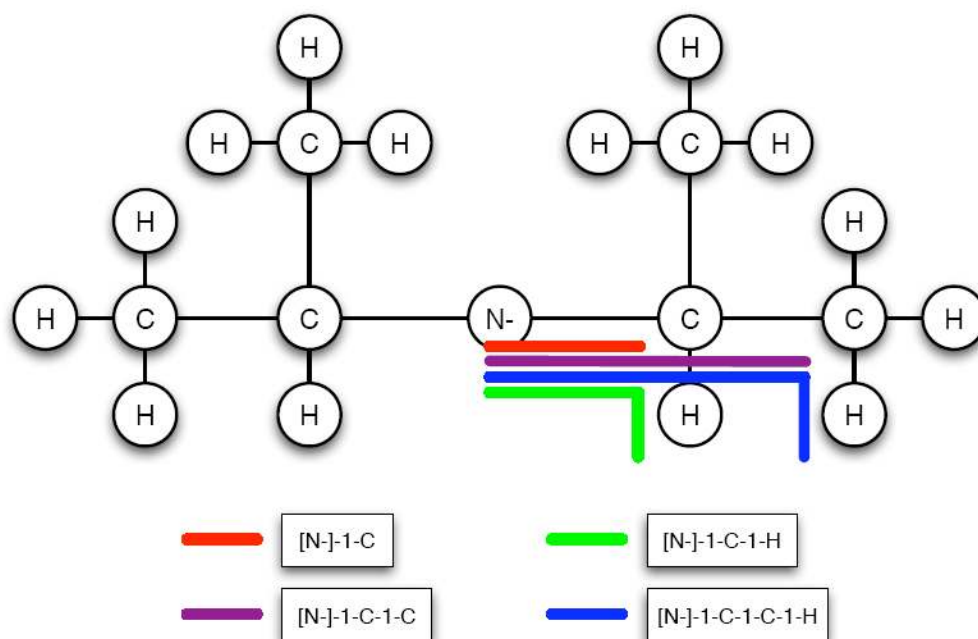 H H
H C H H C H
H H
H C C N- C C H
H H H H
[N-]-1-C [N-]-1-C-1-H
[N-]-1-C-1-C [N-]-1-C-1-C-1-H